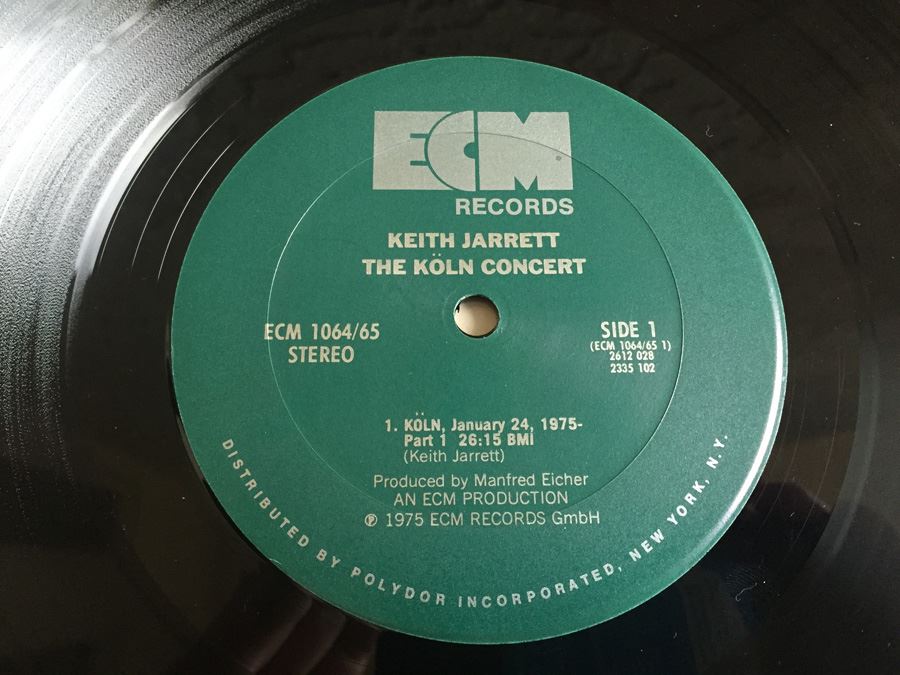 ECM
RECORDS
KEITH JARRETT
THE KÖLN CONCERT
ECM 1064/65
STEREO
SIDE 1
(ECM 1064/65 1)
2612 028
2335 102
1. KÖLN, January 24, 1975-
Part 1 26:15 BMI
(Keith Jarrett)
Produced by Manfred Eicher
AN ECM PRODUCTION
℗ 1975 ECM RECORDS GmbH
DISTRIBUTED BY POLYDOR INCORPORATED, NEW YORK, N.Y.